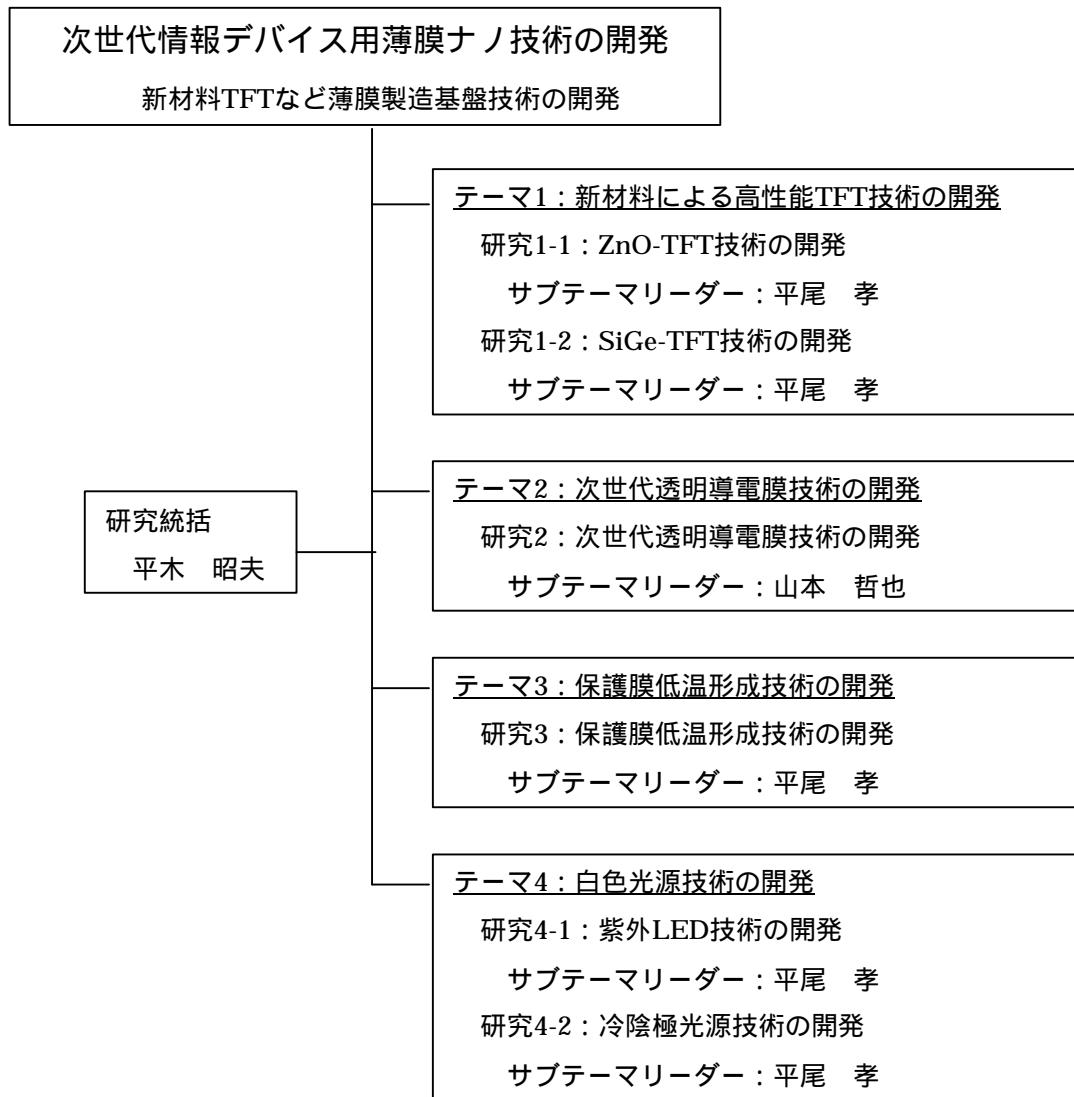 次世代情報デバイス用薄膜ナノ技術の開発
新材料TFTなど薄膜製造基盤技術の開発
テーマ1：新材料による高性能TFT技術の開発
研究1-1：ZnO-TFT技術の開発
サブテーマリーダー：平尾　孝
研究1-2：SiGe-TFT技術の開発
サブテーマリーダー：平尾　孝
研究統括
平木　昭夫
テーマ2：次世代透明導電膜技術の開発
研究2：次世代透明導電膜技術の開発
サブテーマリーダー：山本　哲也
テーマ3：保護膜低温形成技術の開発
研究3：保護膜低温形成技術の開発
サブテーマリーダー：平尾　孝
テーマ4：白色光源技術の開発
研究4-1：紫外LED技術の開発
サブテーマリーダー：平尾　孝
研究4-2：冷陰極光源技術の開発
サブテーマリーダー：平尾　孝